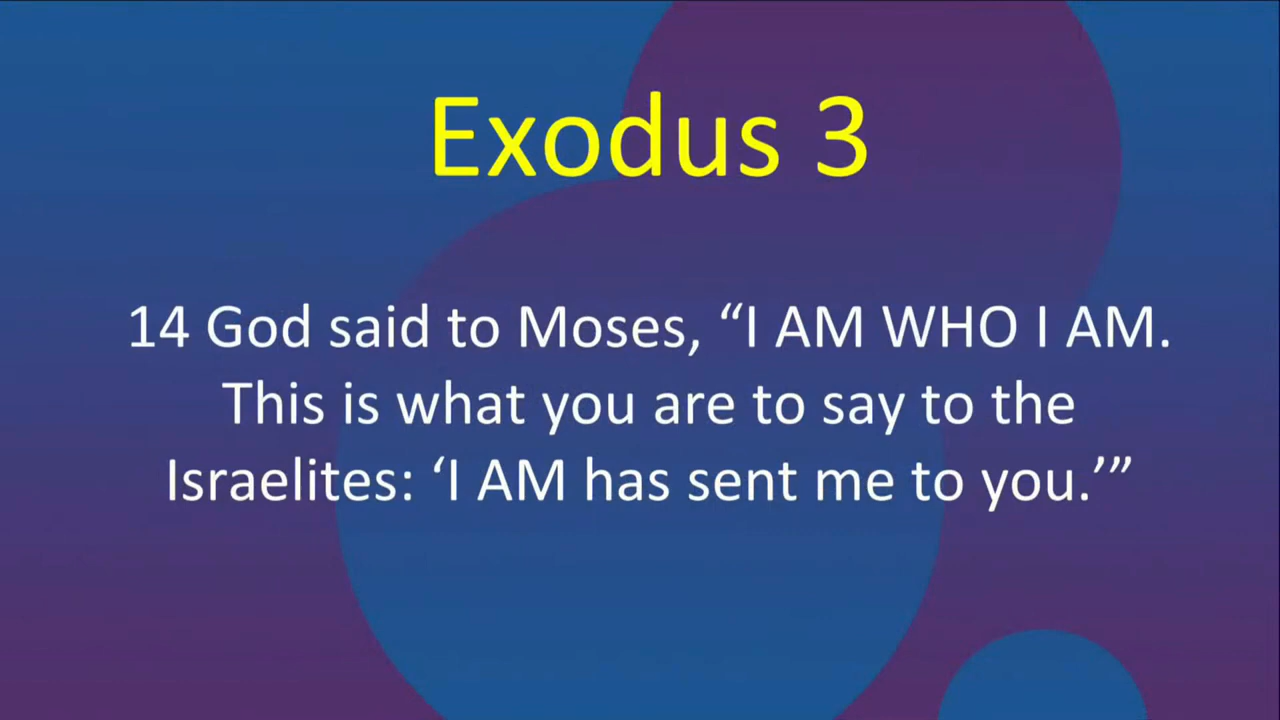 Exodus 3
14 God said to Moses, “I AM WHO I AM.
This is what you are to say to the
Israelites: ‘I AM has sent me to you.’”